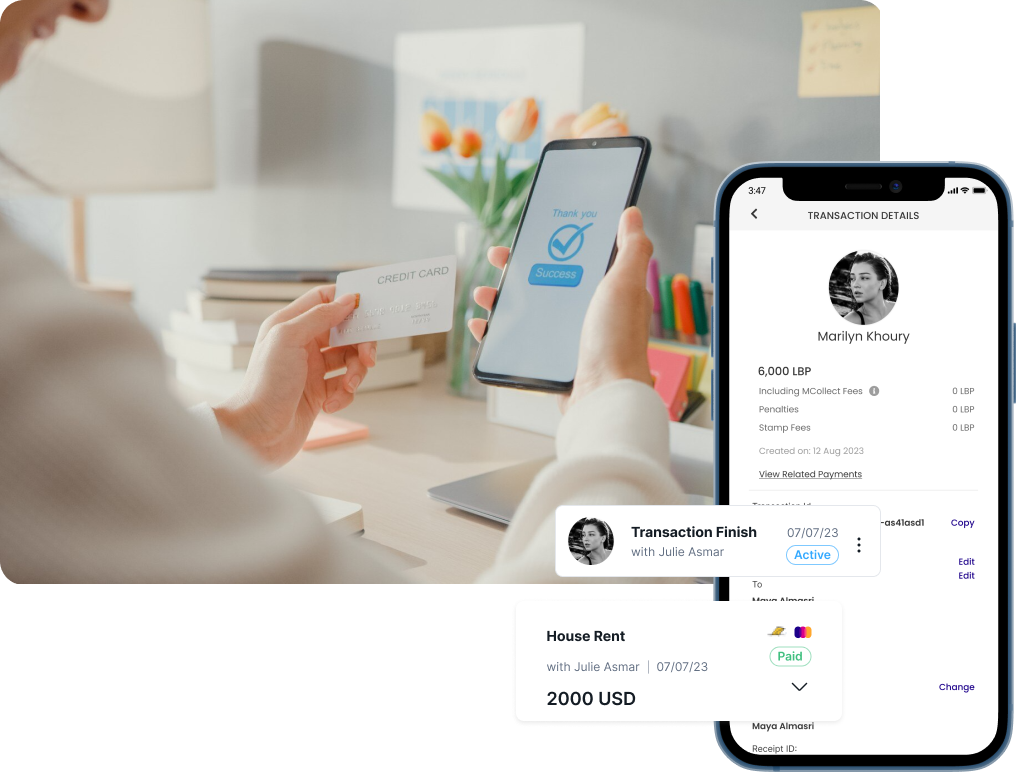 CREDIT CARD
Thank you
Success
3:47
TRANSACTION DETAILS
Marilyn Khoury
6,000 LBP
Including MCollect Fees 0 LBP
Penalties 0 LBP
Stamp Fees 0 LBP
Created on: 12 Aug 2023
View Related Payments
Transaction Id
-as41asd1 Copy
Edit
Edit
To
Maya Almasri
Change
Maya Almasri
Receipt ID:
Transaction Finish 07/07/23
with Julie Asmar Active
House Rent
Paid
with Julie Asmar | 07/07/23
2000 USD